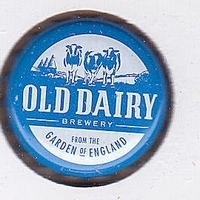 OLD DAIRY
BREWERY
FROM THE
GARDEN OF ENGLAND